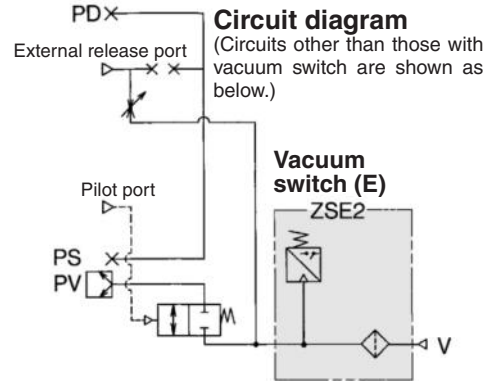 PD
Circuit diagram
(Circuits other than those with
vacuum switch are shown as
below.)
External release port
Vacuum
switch (E)
Pilot port
ZSE2
PS
PV
V